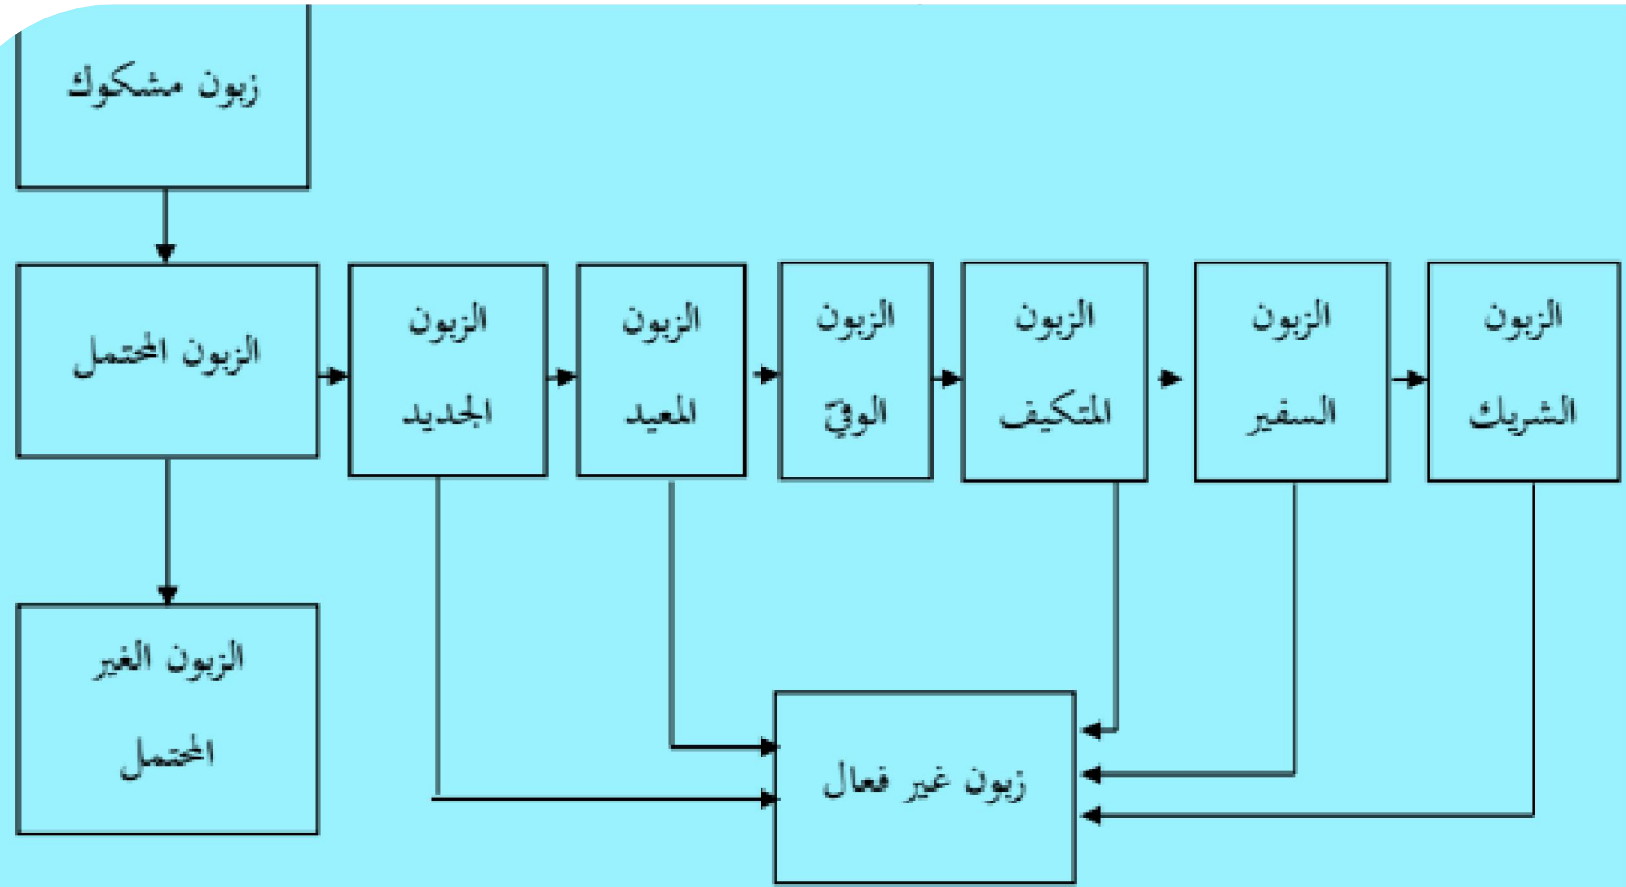 زبون مشكوك
الزبون المحتمل
الزبون
الجديد
الزبون
المعيد
الزبون
الوفيّ
الزبون
المتكيف
الزبون
السفير
الزبون
الشريك
الزبون الغير
المحتمل
زبون غير فعال